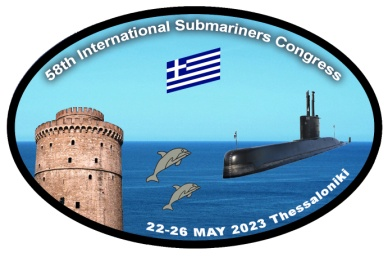 58th International Submariners Congress
22-26 MAY 2023 Thessaloniki